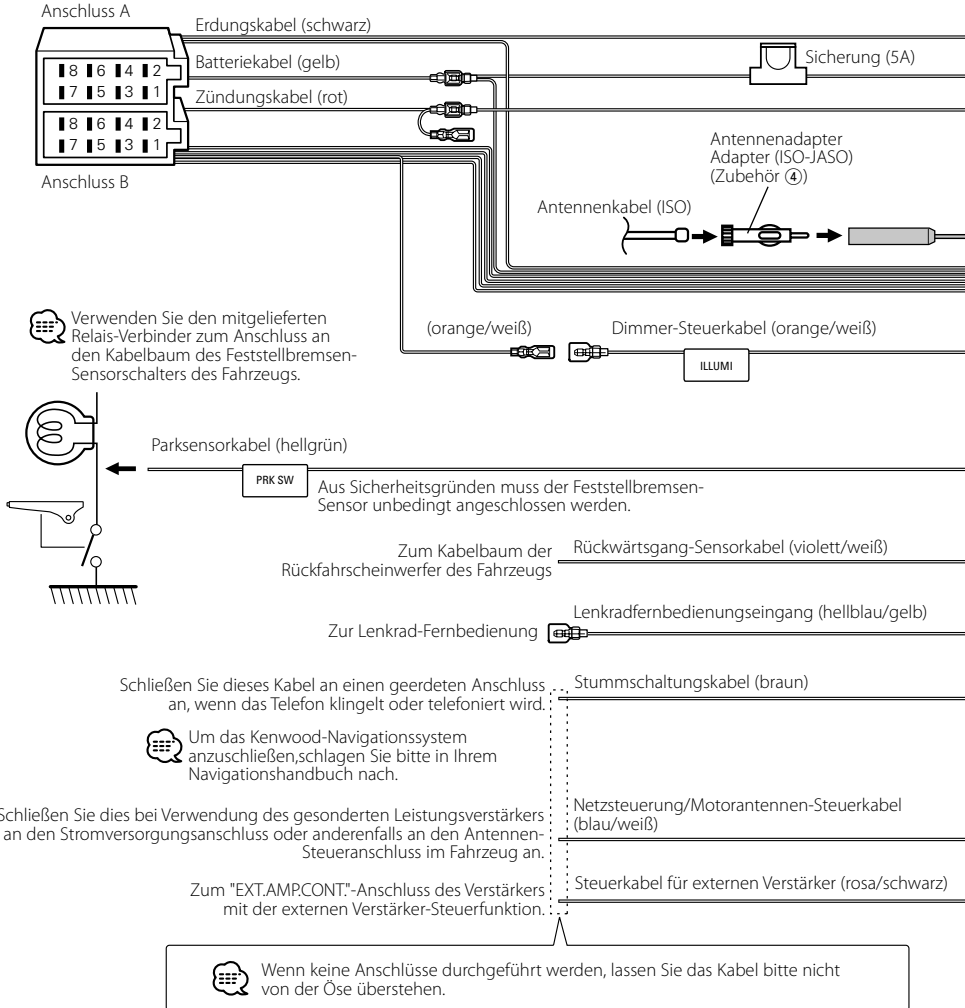 Anschluss A
Erdungskabel (schwarz)
Batteriekabel (gelb)
Sicherung (5A)
8 6 4 2
7 5 3 1
Zündungskabel (rot)
8 6 4 2
7 5 3 1
Anschluss B
Antennenadapter
Adapter (ISO-JASO)
(Zubehör ④)
Antennenkabel (ISO)
Verwenden Sie den mitgelieferten
Relais-Verbinder zum Anschluss an
den Kabelbaum des Feststellbremsen-
Sensorschalters des Fahrzeugs.
(orange/weiß)
Dimmer-Steuerkabel (orange/weiß)
ILLUMI
Parksensorkabel (hellgrün)
PRK SW
Aus Sicherheitsgründen muss der Feststellbremsen-
Sensor unbedingt angeschlossen werden.
Zum Kabelbaum der
Rückfahrscheinwerfer des Fahrzeugs
Rückwärtsgang-Sensorkabel (violett/weiß)
Lenkradfernbedienungseingang (hellblau/gelb)
Zur Lenkrad-Fernbedienung
Schließen Sie dieses Kabel an einen geerdeten Anschluss
an, wenn das Telefon klingelt oder telefoniert wird.
Stummschaltungskabel (braun)
Um das Kenwood-Navigationssystem
anzuschließen,schlagen Sie bitte in Ihrem
Navigationshandbuch nach.
Schließen Sie dies bei Verwendung des gesonderten Leistungsverstärkers
an den Stromversorgungsanschluss oder anderenfalls an den Antennen-
Steueranschluss im Fahrzeug an.
Netzsteuerung/Motorantennen-Steuerkabel
(blau/weiß)
Zum "EXT.AMP.CONT."-Anschluss des Verstärkers
mit der externen Verstärker-Steuerfunktion.
Steuerkabel für externen Verstärker (rosa/schwarz)
Wenn keine Anschlüsse durchgeführt werden, lassen Sie das Kabel bitte nicht
von der Öse überstehen.